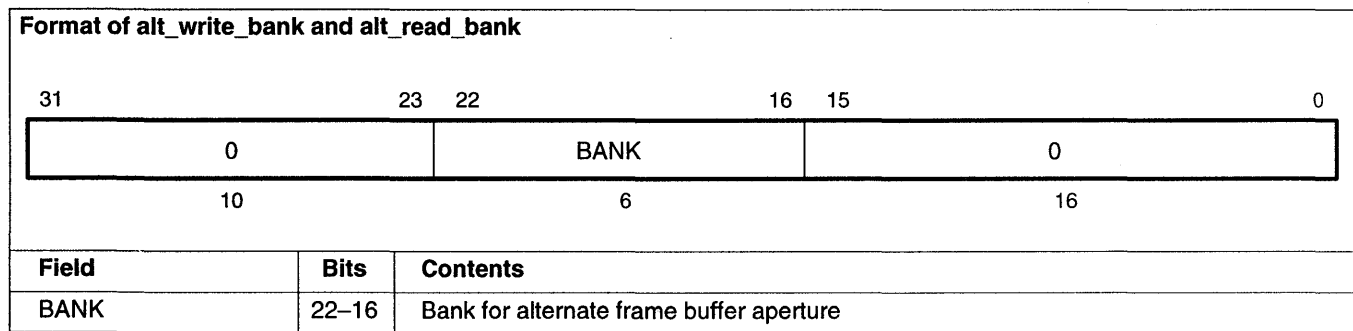 Format of alt_write_bank and alt_read_bank
31 23 22 16 15 0
0 BANK 0
10 6 16
Field Bits Contents
BANK 22–16 Bank for alternate frame buffer aperture